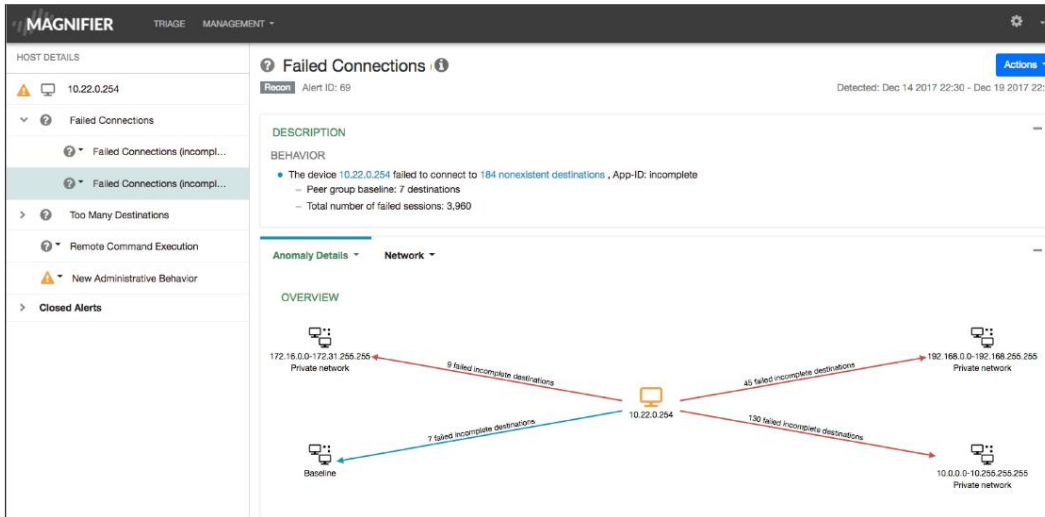 MAGNIFIER
TRIAGE
MANAGEMENT
HOST DETAILS
10.22.0.254
Failed Connections
Failed Connections (incompl...
Failed Connections (incompl...
Too Many Destinations
Remote Command Execution
New Administrative Behavior
Closed Alerts
Failed Connections
Actions
Recon Alert ID: 69
Detected: Dec 14 2017 22:30 - Dec 19 2017 22:
DESCRIPTION
BEHAVIOR
The device 10.22.0.254 failed to connect to 184 nonexistent destinations , App-ID: incomplete
– Peer group baseline: 7 destinations
– Total number of failed sessions: 3,960
Anomaly Details
Network
OVERVIEW
172.16.0.0-172.31.255.255
Private network
9 failed incomplete destinations
45 failed incomplete destinations
192.168.0.0-192.168.255.255
Private network
10.22.0.254
7 failed incomplete destinations
130 failed incomplete destinations
Baseline
10.0.0.0-10.255.255.255
Private network